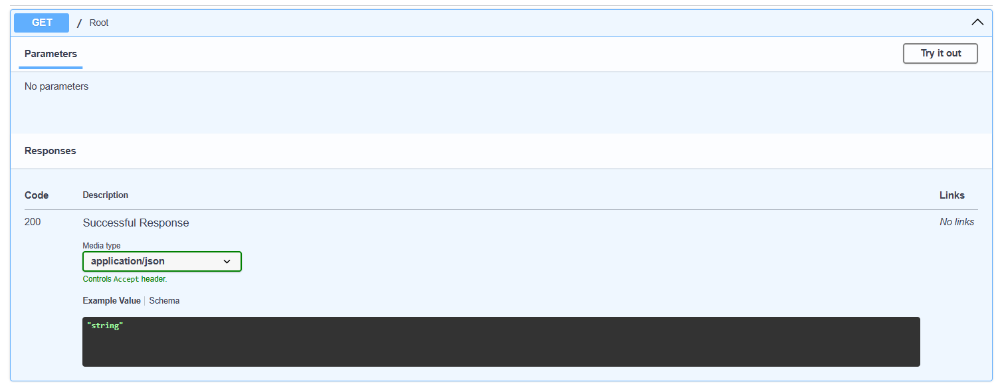 GET / Root
Parameters Try it out
No parameters
Responses
Code Description Links
200 Successful Response No links
Media type
application/json
Controls Accept header.
Example Value Schema
"string"